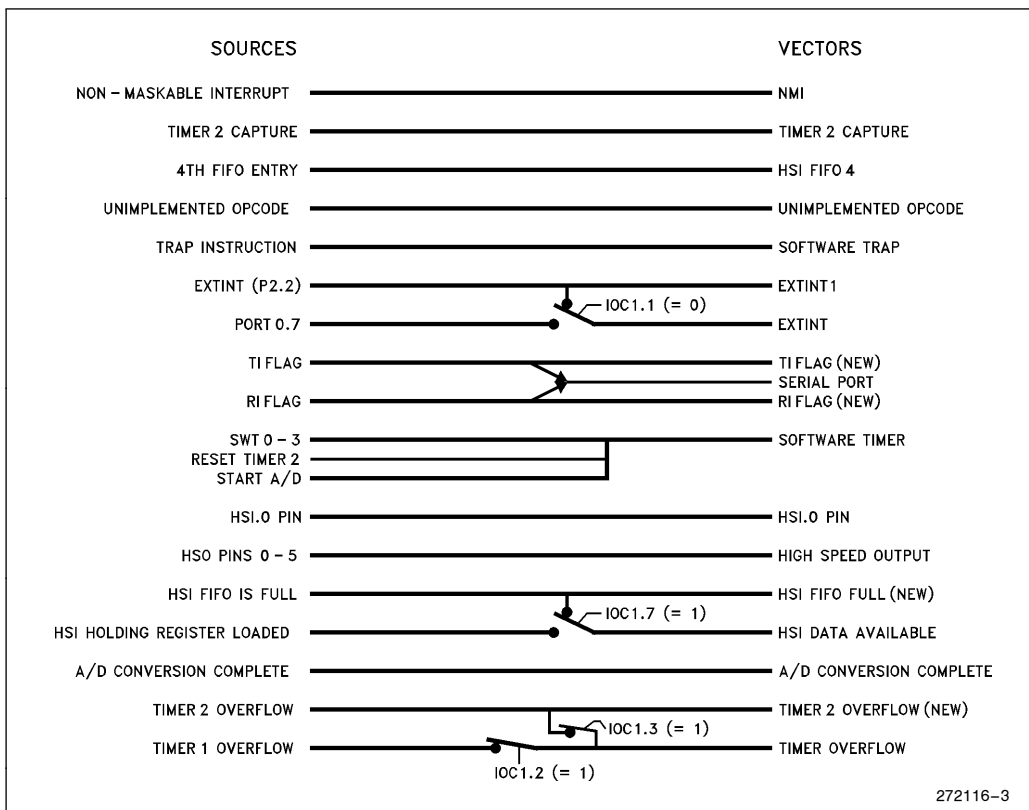 SOURCES VECTORS
NON – MASKABLE INTERRUPT NMI
TIMER 2 CAPTURE TIMER 2 CAPTURE
4TH FIFO ENTRY HSI FIFO 4
UNIMPLEMENTED OPCODE UNIMPLEMENTED OPCODE
TRAP INSTRUCTION SOFTWARE TRAP
EXTINT (P2.2) EXTINT1
IOC1.1 (= 0)
PORT 0.7 EXTINT
TI FLAG TI FLAG (NEW)
SERIAL PORT
RI FLAG RI FLAG (NEW)
SWT 0 – 3 SOFTWARE TIMER
RESET TIMER 2
START A/D
HSI.0 PIN HSI.0 PIN
HSO PINS 0 – 5 HIGH SPEED OUTPUT
HSI FIFO IS FULL HSI FIFO FULL (NEW)
IOC1.7 (= 1)
HSI HOLDING REGISTER LOADED HSI DATA AVAILABLE
A/D CONVERSION COMPLETE A/D CONVERSION COMPLETE
TIMER 2 OVERFLOW TIMER 2 OVERFLOW (NEW)
IOC1.3 (= 1)
TIMER 1 OVERFLOW TIMER OVERFLOW
IOC1.2 (= 1)
272116–3